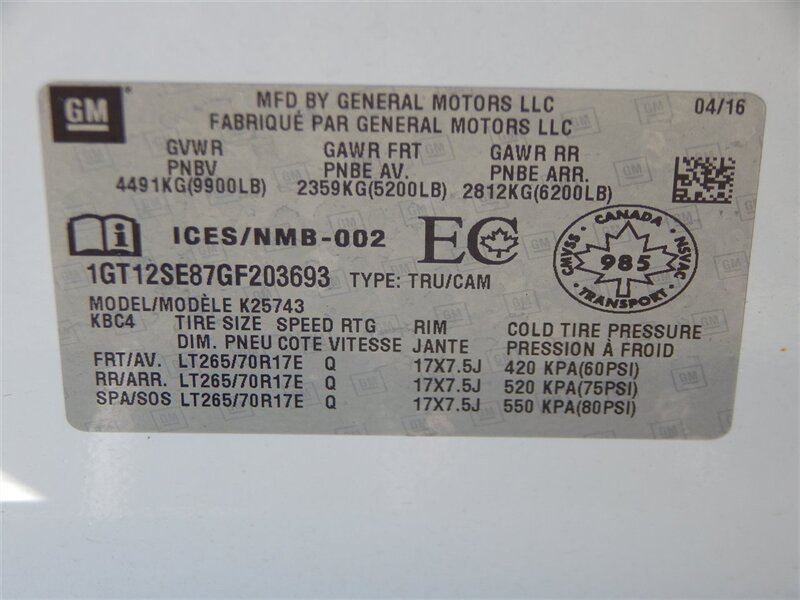 GM
MFD BY GENERAL MOTORS LLC
04/16
FABRIQUÉ PAR GENERAL MOTORS LLC
GVWR GAWR FRT GAWR RR
PNBV PNBE AV. PNBE ARR.
4491KG(9900LB) 2359KG(5200LB) 2812KG(6200LB)
i ICES/NMB-002 EC
CANADA
CMVSS 985 NSVAC
TRANSPORT
1GT12SE87GF203693 TYPE: TRU/CAM
MODEL/MODÈLE K25743
KBC4 TIRE SIZE SPEED RTG RIM COLD TIRE PRESSURE
DIM. PNEU COTE VITESSE JANTE PRESSION À FROID
FRT/AV. LT265/70R17E Q 17X7.5J 420 KPA(60PSI)
RR/ARR. LT265/70R17E Q 17X7.5J 520 KPA(75PSI)
SPA/SOS LT265/70R17E Q 17X7.5J 550 KPA(80PSI)